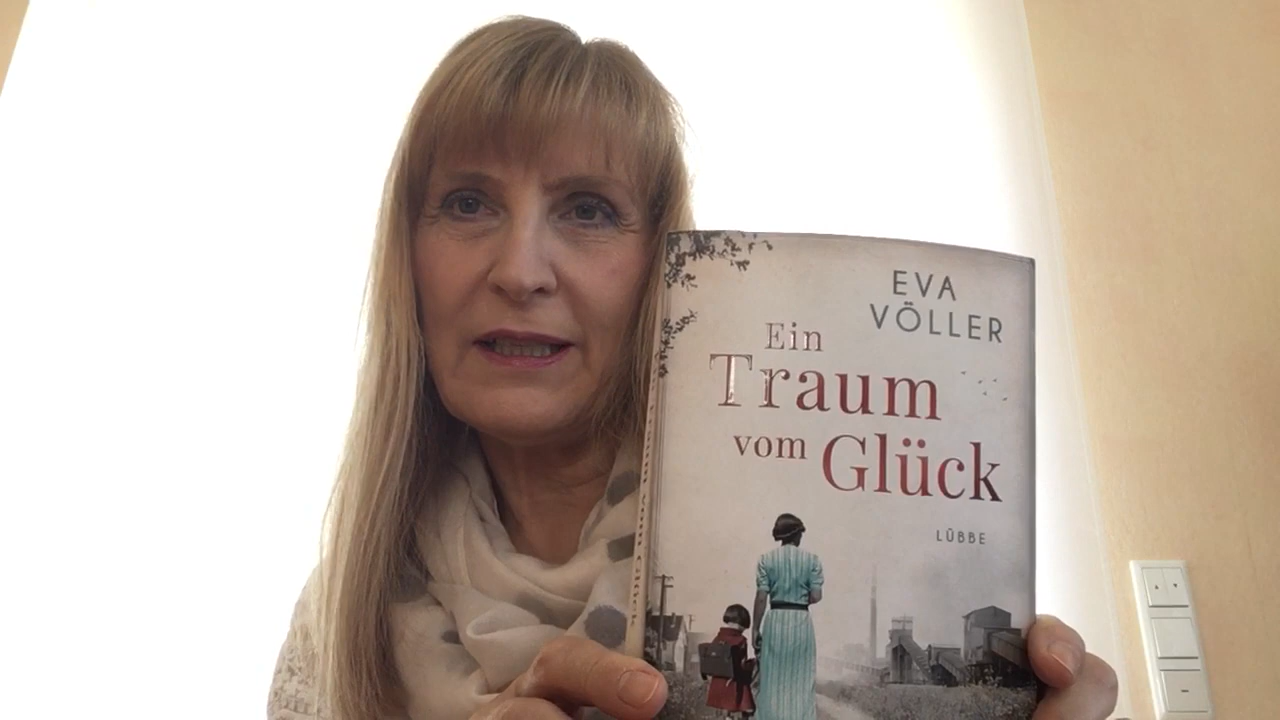 EVA
VÖLLER
Ein
Traum
vom Glück
LÜBBE